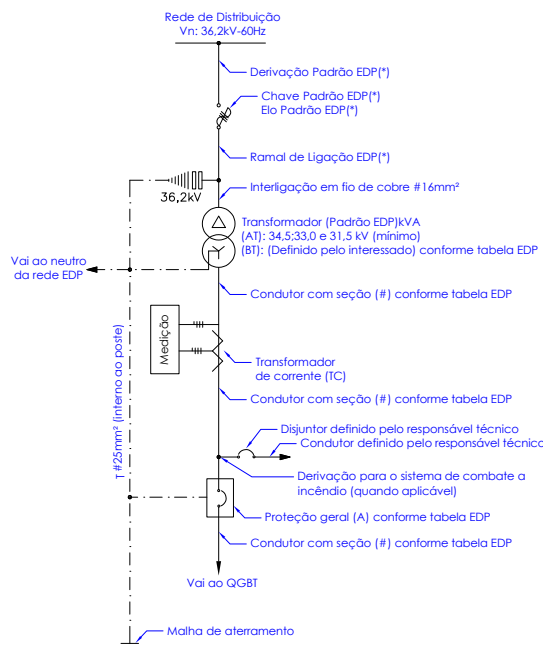 Rede de Distribuição
Vn: 36,2kV-60Hz
Derivação Padrão EDP(*)
Chave Padrão EDP(*)
Elo Padrão EDP(*)
Ramal de Ligação EDP(*)
Interligação em fio de cobre #16mm²
36,2kV
Transformador (Padrão EDP)kVA
(AT): 34,5;33,0 e 31,5 kV (mínimo)
(BT): (Definido pelo interessado) conforme tabela EDP
Vai ao neutro
da rede EDP
Condutor com seção (#) conforme tabela EDP
Medição
Transformador
de corrente (TC)
Condutor com seção (#) conforme tabela EDP
T #25mm² (interno ao poste)
Disjuntor definido pelo responsável técnico
Condutor definido pelo responsável técnico
Derivação para o sistema de combate a
incêndio (quando aplicável)
Proteção geral (A) conforme tabela EDP
Condutor com seção (#) conforme tabela EDP
Vai ao QGBT
Malha de aterramento